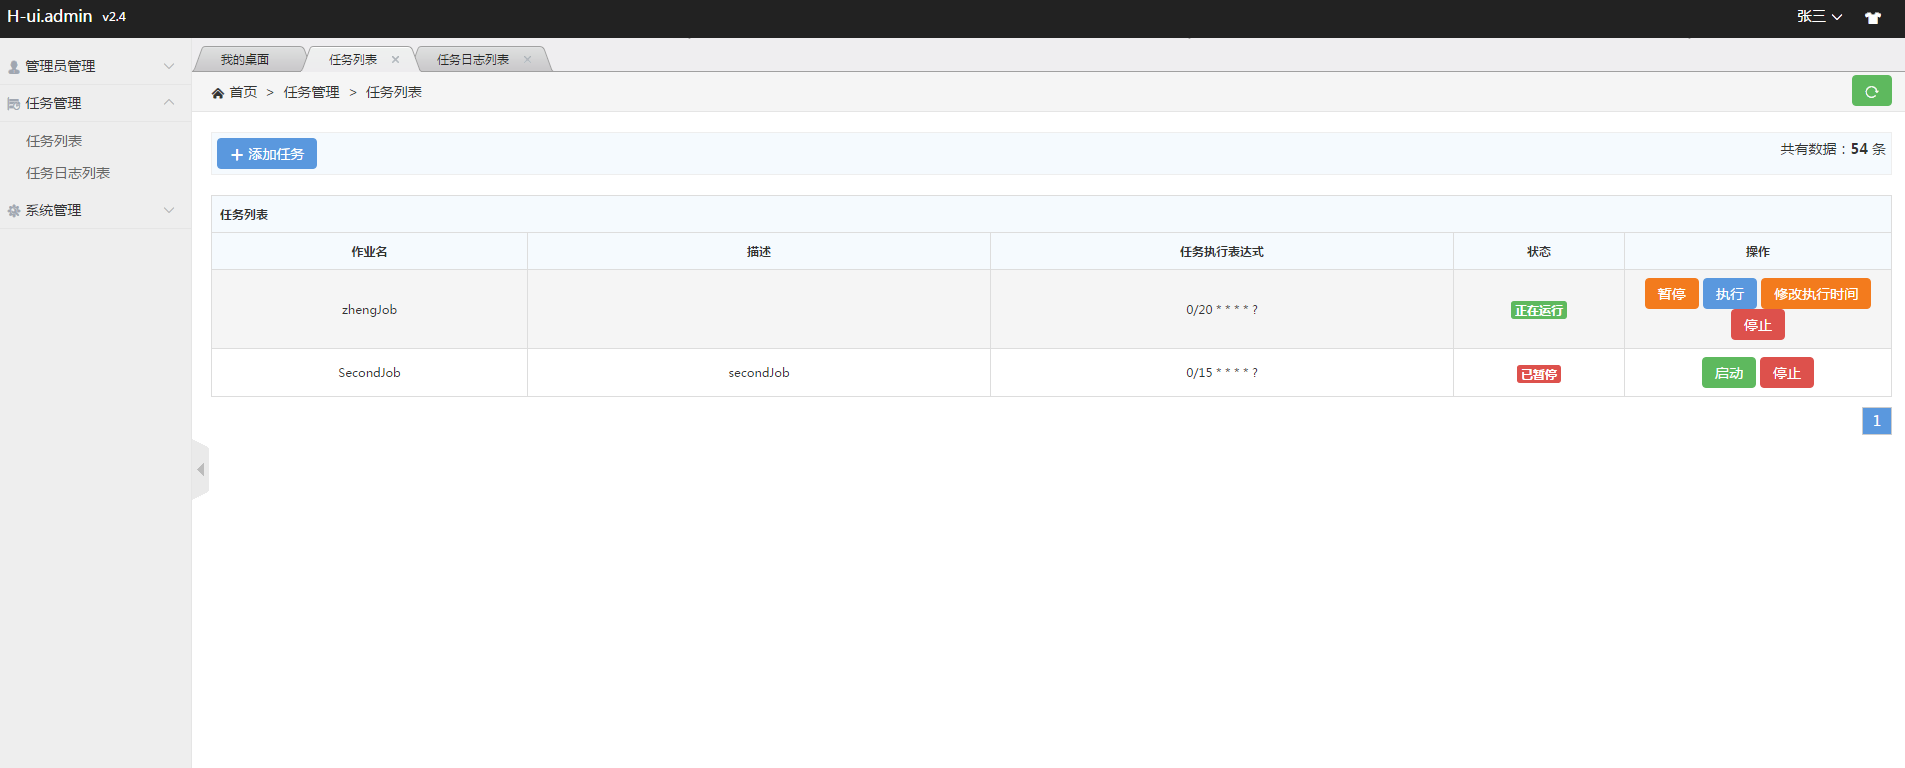 H-ui.admin v2.4
张三
管理员管理
任务管理
任务列表
任务日志列表
系统管理
我的桌面
任务列表
任务日志列表
首页 > 任务管理 > 任务列表
添加任务
共有数据：54 条
任务列表
作业名 描述 任务执行表达式 状态 操作
zhengJob 0/20 * * * * ? 正在运行 暂停 执行 修改执行时间
停止
SecondJob secondJob 0/15 * * * * ? 已暂停 启动 停止
1